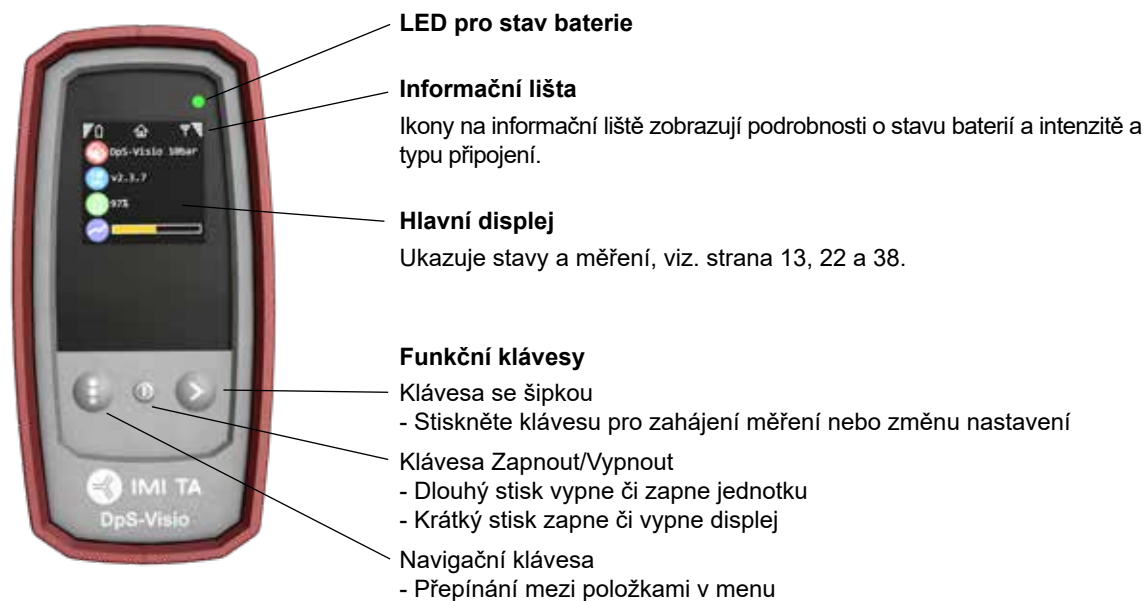 LED pro stav baterie
Informační lišta
Ikony na informační liště zobrazují podrobnosti o stavu baterií a intenzitě a
typu připojení.
DpS-Visio 10bar
v2.3.7
97%
Hlavní displej
Ukazuje stavy a měření, viz. strana 13, 22 a 38.
Funkční klávesy
Klávesa se šipkou
- Stiskněte klávesu pro zahájení měření nebo změnu nastavení
Klávesa Zapnout/Vypnout
- Dlouhý stisk vypne či zapne jednotku
- Krátký stisk zapne či vypne displej
IMI TA
DpS-Visio
Navigační klávesa
- Přepínání mezi položkami v menu